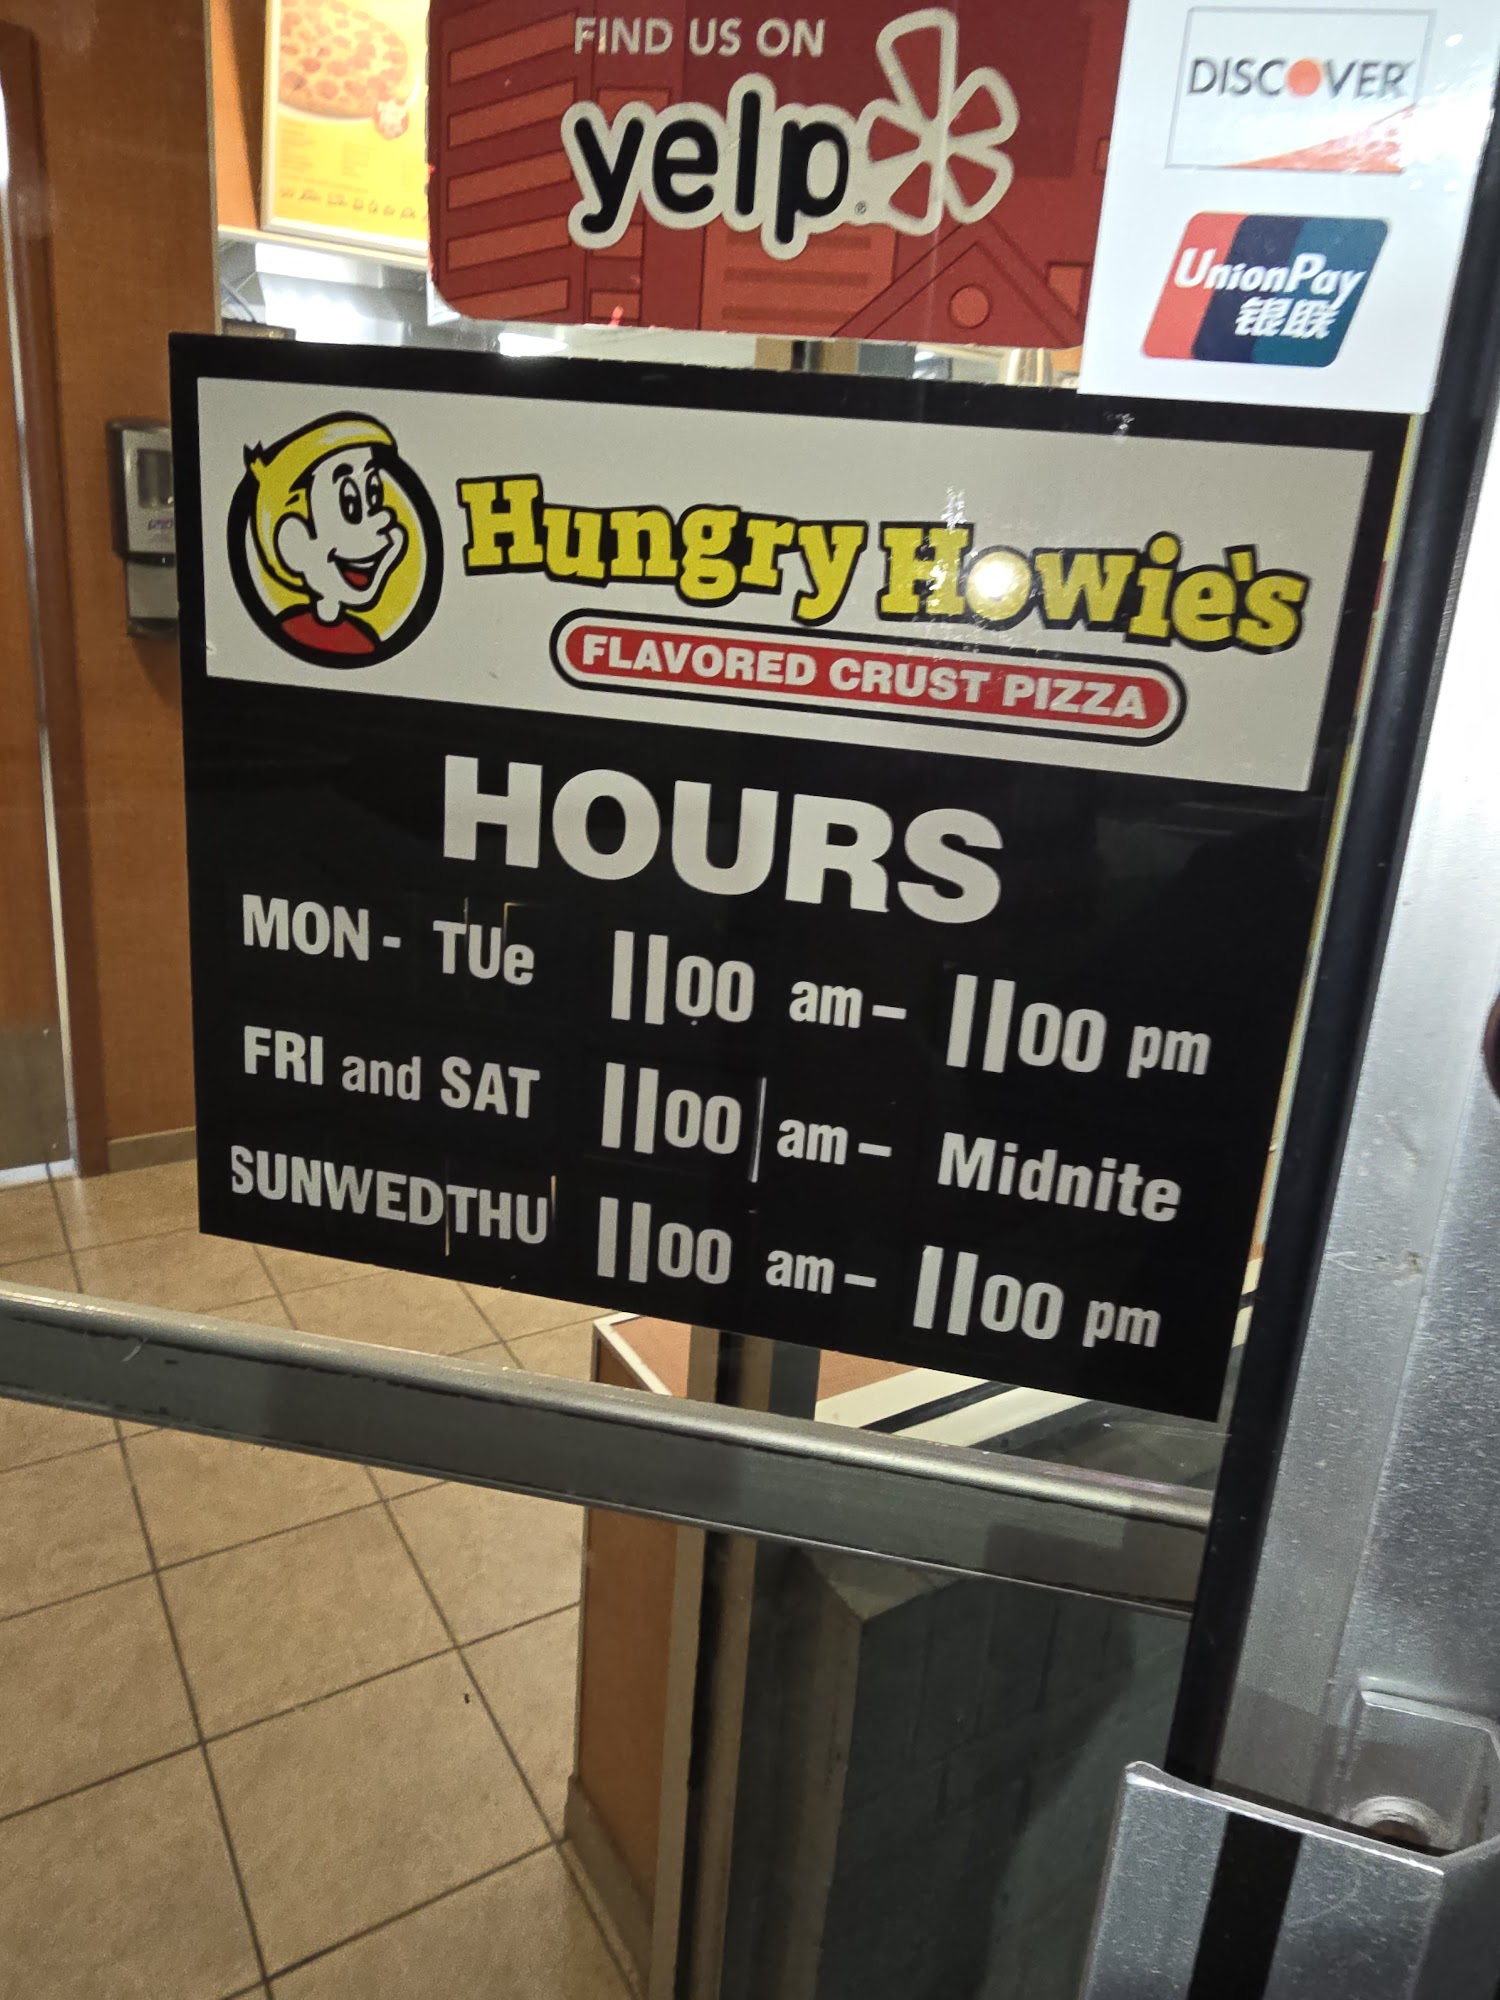 FIND US ON
yelp
DISCOVER
UnionPay
银联
Hungry Howie's
FLAVORED CRUST PIZZA
HOURS
MON - TUe 1100 am - 1100 pm
FRI and SAT 1100 am - Midnite
SUNWEDTHU 1100 am - 1100 pm